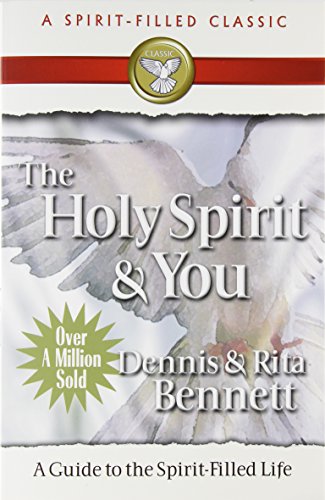 A SPIRIT-FILLED CLASSIC
CLASSIC
The
Holy Spirit
& You
Over
A Million
Sold
Dennis & Rita
Bennett
A Guide to the Spirit-Filled Life